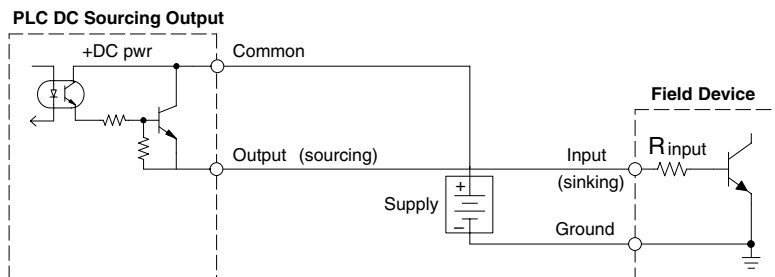 PLC DC Sourcing Output
+DC pwr
Common
Field Device
Output (sourcing)
Input
(sinking)
R input
+
Supply
–
Ground